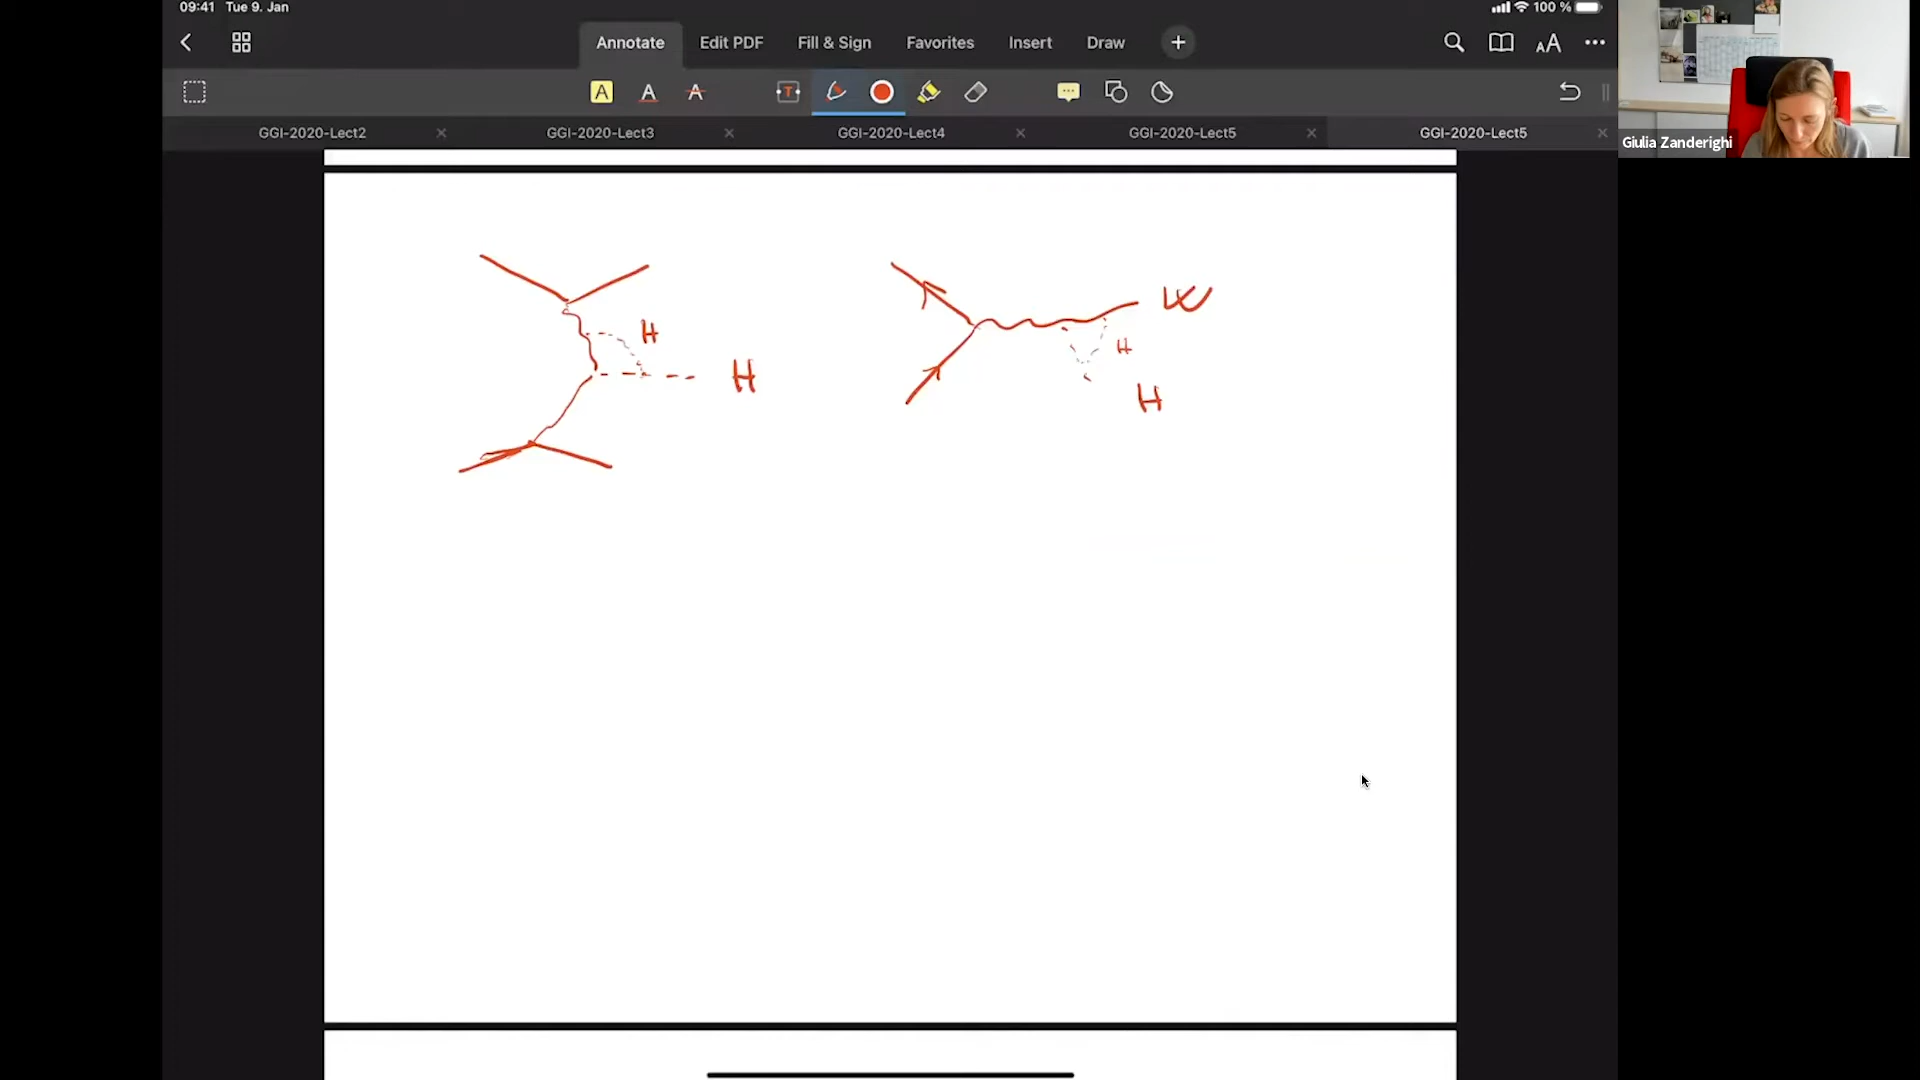 09:41 Tue 9. Jan 100 %
Annotate Edit PDF Fill & Sign Favorites Insert Draw
AA
A A A T
GGI-2020-Lect2 GGI-2020-Lect3 GGI-2020-Lect4 GGI-2020-Lect5 GGI-2020-Lect5
Giulia Zanderighi
W
H
H
H
H